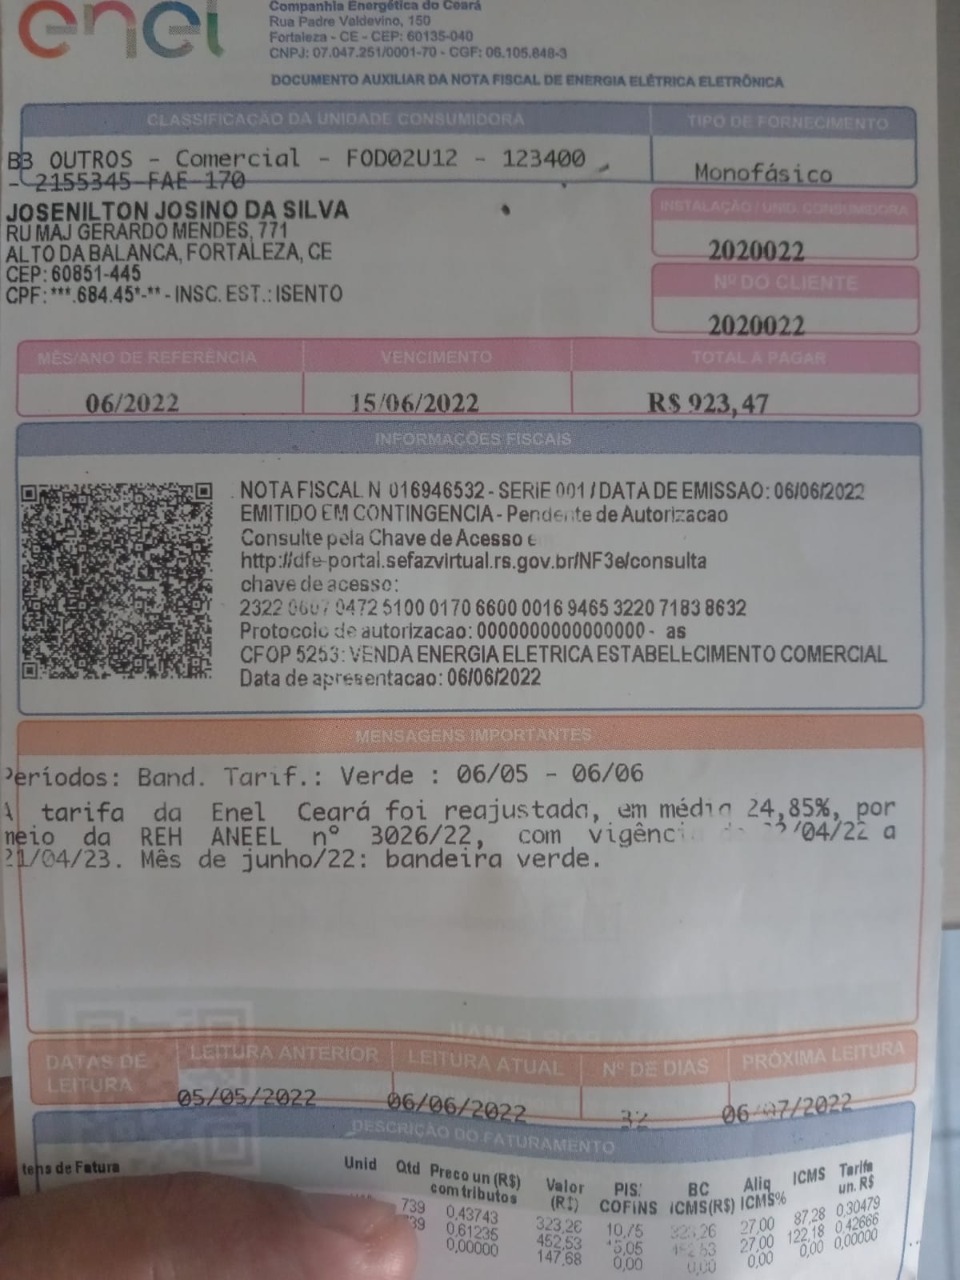 enel
Companhia Energética do Ceará
Rua Padre Valdevino, 150
Fortaleza - CE - CEP: 60135-040
CNPJ: 07.047.251/0001-70 - CGF: 06.105.848-3
DOCUMENTO AUXILIAR DA NOTA FISCAL DE ENERGIA ELÉTRICA ELETRÔNICA
CLASSIFICAÇÃO DA UNIDADE CONSUMIDORA
TIPO DE FORNECIMENTO
B3 OUTROS - Comercial - FOD02U12 - 123400
- 2155345-FAE-170
Monofásico
JOSENILTON JOSINO DA SILVA
RU MAJ GERARDO MENDES, 771
ALTO DA BALANCA, FORTALEZA, CE
CEP: 60851-445
CPF: ***.684.45*-** - INSC. EST.: ISENTO
INSTALAÇÃO / UNID. CONSUMIDORA
2020022
Nº DO CLIENTE
2020022
MÊS/ANO DE REFERÊNCIA VENCIMENTO TOTAL A PAGAR
06/2022 15/06/2022 R$ 923,47
INFORMAÇÕES FISCAIS
NOTA FISCAL N 016946532 - SERIE 001 / DATA DE EMISSAO: 06/06/2022
EMITIDO EM CONTINGENCIA - Pendente de Autorizacao
Consulte pela Chave de Acesso e
http://dfe-portal.sefazvirtual.rs.gov.br/NF3e/consulta
chave de acesso:
2322 0607 0472 5100 0170 6600 0016 9465 3220 7183 8632
Protocolo de autorizacao: 0000000000000000 - as
CFOP 5253: VENDA ENERGIA ELETRICA ESTABELECIMENTO COMERCIAL
Data de apresentacao: 06/06/2022
MENSAGENS IMPORTANTES
Períodos: Band. Tarif.: Verde : 06/05 - 06/06
A tarifa da Enel Ceará foi reajustada, em média 24,85%, por
meio da REH ANEEL nº 3026/22, com vigência de 22/04/22 a
21/04/23. Mês de junho/22: bandeira verde.
DATAS DE LEITURA
LEITURA ANTERIOR LEITURA ATUAL Nº DE DIAS PRÓXIMA LEITURA
05/05/2022 06/06/2022 32 06/07/2022
DESCRIÇÃO DO FATURAMENTO
tens de Fatura Unid Qtd Preco un (R$) com tributos Valor (R$) PIS/ COFINS BC ICMS(R$) Aliq ICMS% ICMS Tarifa un. R$
739 0,43743 323,26 10,75 323,26 27,00 87,28 0,30479
739 0,61235 452,53 27,00 122,18 0,42666
0,00000 147,68 0,00 0,00 0,00 0,00 0,00000